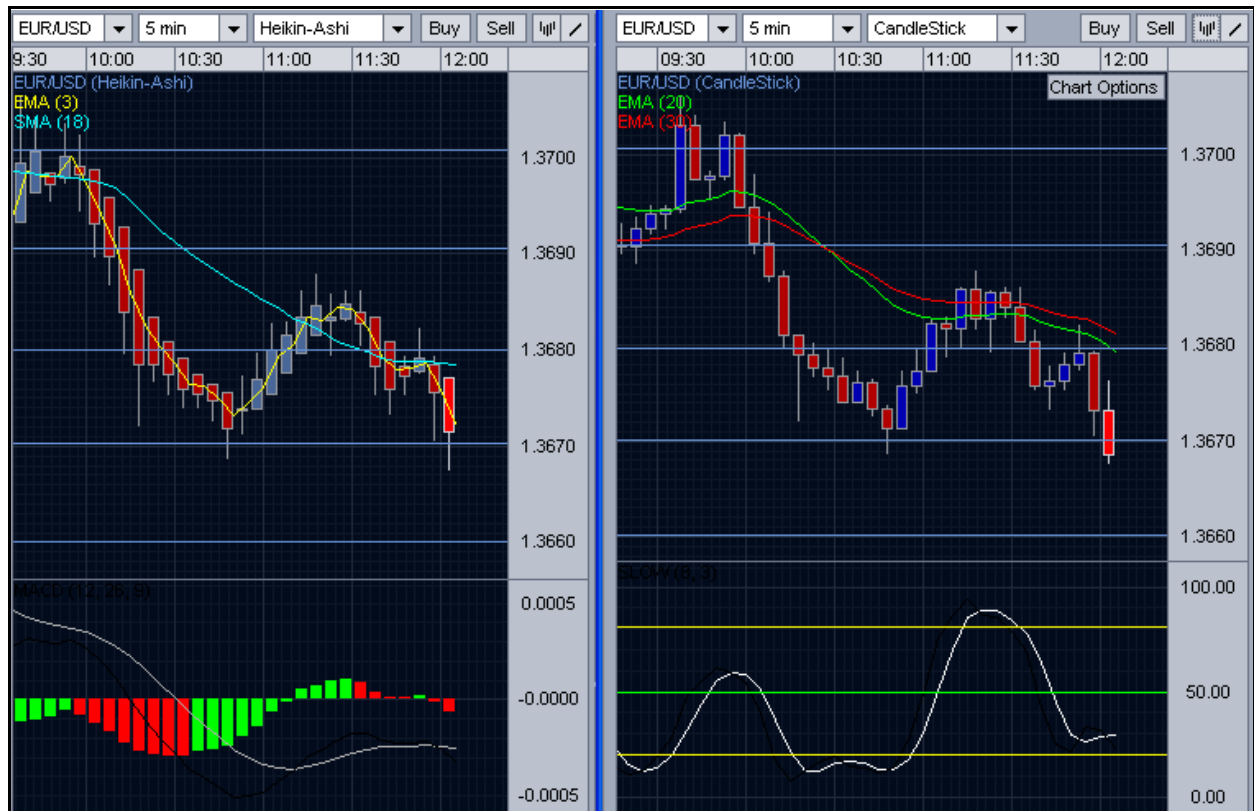 EUR/USD 5 min Heikin-Ashi Buy Sell
9:30 10:00 10:30 11:00 11:30 12:00
EUR/USD (Heikin-Ashi)
EMA (3)
SMA (18)
1.3700
1.3690
1.3680
1.3670
1.3660
MACD (12, 26, 9)
0.0005
-0.0000
-0.0005
EUR/USD 5 min CandleStick Buy Sell
09:30 10:00 10:30 11:00 11:30 12:00
EUR/USD (CandleStick)
Chart Options
EMA (20)
EMA (30)
1.3700
1.3690
1.3680
1.3670
1.3660
SLOW (8, 3)
100.00
50.00
0.00